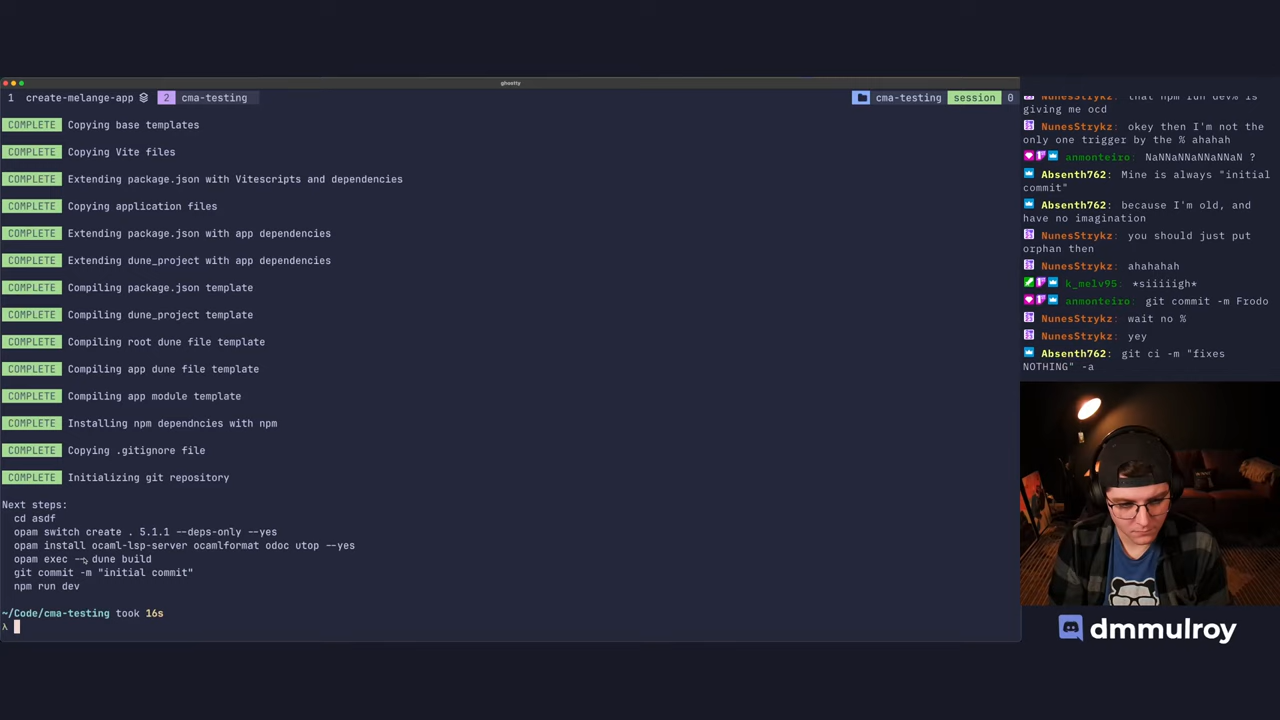 ghostty
1 create-melange-app 2 cma-testing
cma-testing session 0
COMPLETE Copying base templates
COMPLETE Copying Vite files
COMPLETE Extending package.json with Vitescripts and dependencies
COMPLETE Copying application files
COMPLETE Extending package.json with app dependencies
COMPLETE Extending dune_project with app dependencies
COMPLETE Compiling package.json template
COMPLETE Compiling dune_project template
COMPLETE Compiling root dune file template
COMPLETE Compiling app dune file template
COMPLETE Compiling app module template
COMPLETE Installing npm dependncies with npm
COMPLETE Copying .gitignore file
COMPLETE Initializing git repository
Next steps:
cd asdf
opam switch create . 5.1.1 --deps-only --yes
opam install ocaml-lsp-server ocamlformat odoc utop --yes
opam exec -- dune build
git commit -m "initial commit"
npm run dev
~/Code/cma-testing took 16s
λ
NunesStrykz: that npm run dev% is
giving me ocd
NunesStrykz: okey then I'm not the
only one trigger by the % ahahah
anmonteiro: NaNNaNNaNNaNNaN ?
Absenth762: Mine is always "initial
commit"
Absenth762: because I'm old, and
have no imagination
NunesStrykz: you should just put
orphan then
NunesStrykz: ahahahah
k_melv95: *siiiiigh*
anmonteiro: git commit -m Frodo
NunesStrykz: wait no %
NunesStrykz: yey
Absenth762: git ci -m "fixes
NOTHING" -a
dmmulroy